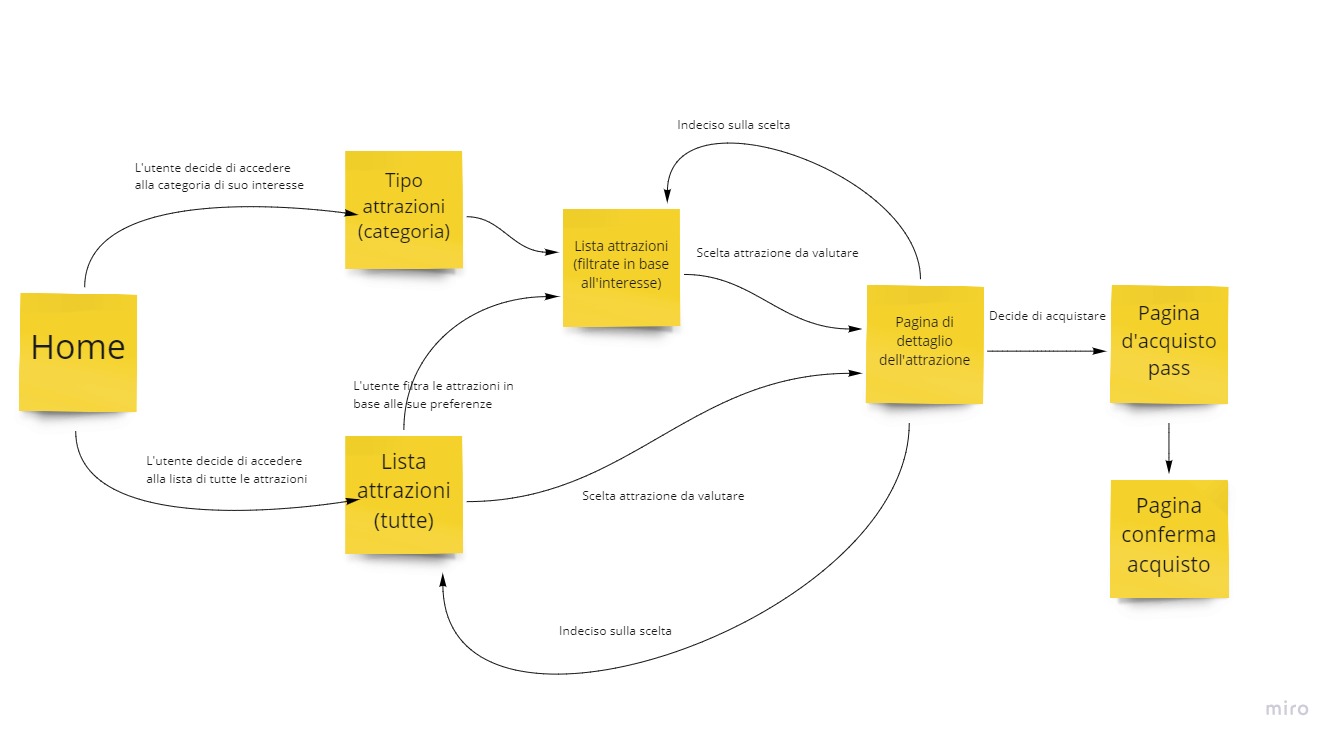 Indeciso sulla scelta
L'utente decide di accedere
alla categoria di suo interesse
Tipo
attrazioni
(categoria)
Lista attrazioni
(filtrate in base
all'interesse)
Scelta attrazione da valutare
Home
Pagina di
dettaglio
dell'attrazione
Decide di acquistare
Pagina
d'acquisto
pass
L'utente filtra le attrazioni in
base alle sue preferenze
L'utente decide di accedere
alla lista di tutte le attrazioni
Lista
attrazioni
(tutte)
Scelta attrazione da valutare
Pagina
conferma
acquisto
Indeciso sulla scelta
miro